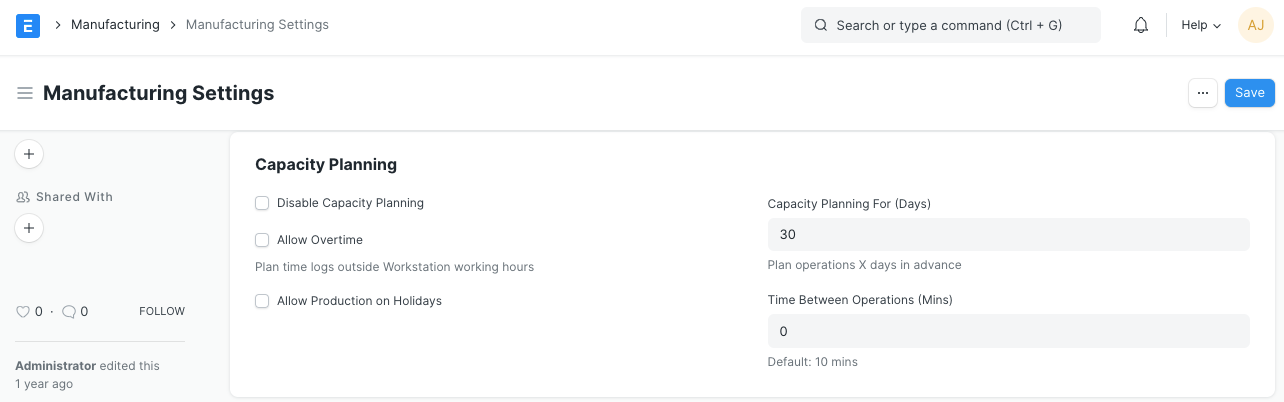 Manufacturing
Manufacturing Settings
Search or type a command (Ctrl + G)
Help
AJ
Manufacturing Settings
Save
Shared With
0 · 0
FOLLOW
Administrator edited this
1 year ago
Capacity Planning
Disable Capacity Planning
Allow Overtime
Plan time logs outside Workstation working hours
Allow Production on Holidays
Capacity Planning For (Days)
30
Plan operations X days in advance
Time Between Operations (Mins)
0
Default: 10 mins